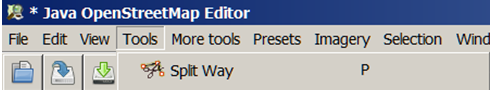 * Java OpenStreetMap Editor
File Edit View Tools More tools Presets Imagery Selection Wind
Split Way P